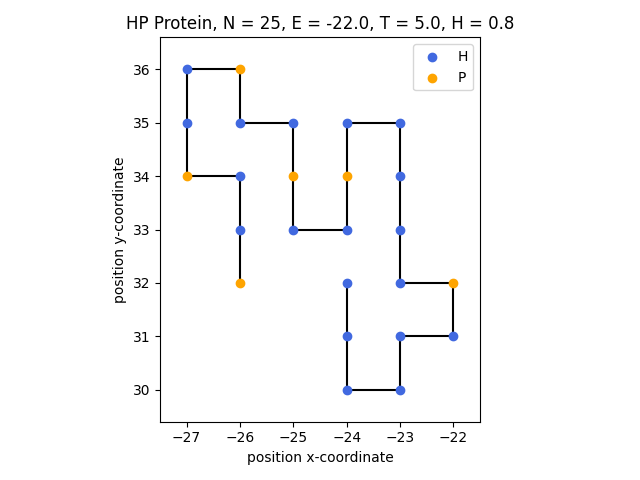 HP Protein, N = 25, E = -22.0, T = 5.0, H = 0.8
H
P
position y-coordinate
36
35
34
33
32
31
30
−27 −26 −25 −24 −23 −22
position x-coordinate